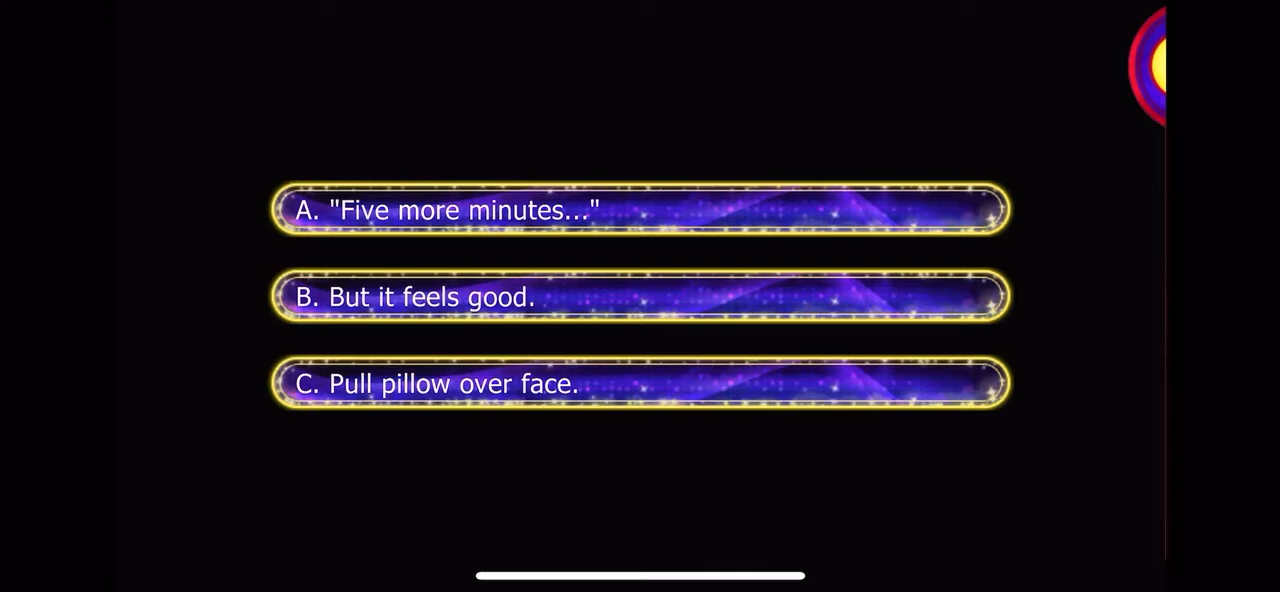 A. "Five more minutes..."
B. But it feels good.
C. Pull pillow over face.